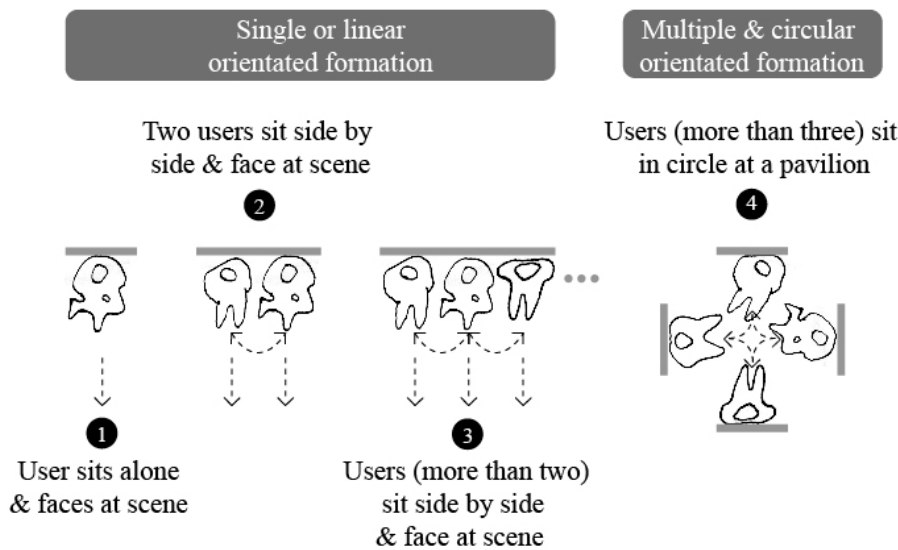 Single or linear
orientated formation
Multiple & circular
orientated formation
Two users sit side by
side & face at scene
2
Users (more than three) sit
in circle at a pavilion
4
1
User sits alone
& faces at scene
3
Users (more than two)
sit side by side
& face at scene